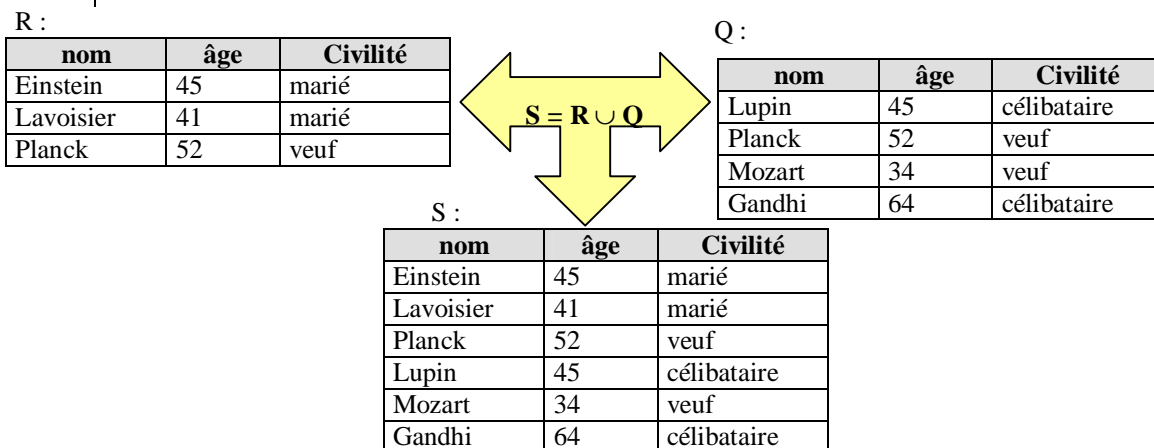 R :
nom âge Civilité
Einstein 45 marié
Lavoisier 41 marié
Planck 52 veuf
S = R ∪ Q
Q :
nom âge Civilité
Lupin 45 célibataire
Planck 52 veuf
Mozart 34 veuf
Gandhi 64 célibataire
S :
nom âge Civilité
Einstein 45 marié
Lavoisier 41 marié
Planck 52 veuf
Lupin 45 célibataire
Mozart 34 veuf
Gandhi 64 célibataire